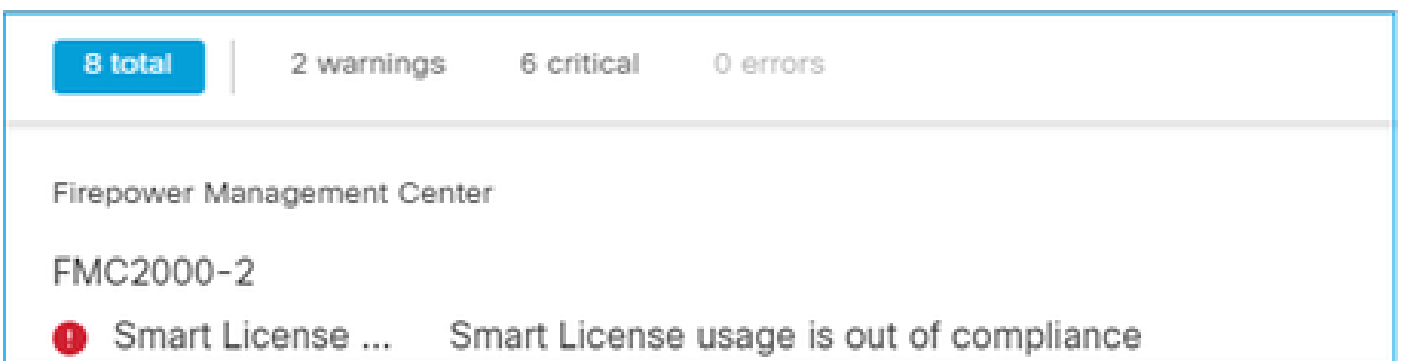 8 total 2 warnings 6 critical 0 errors
Firepower Management Center
FMC2000-2
Smart License ... Smart License usage is out of compliance